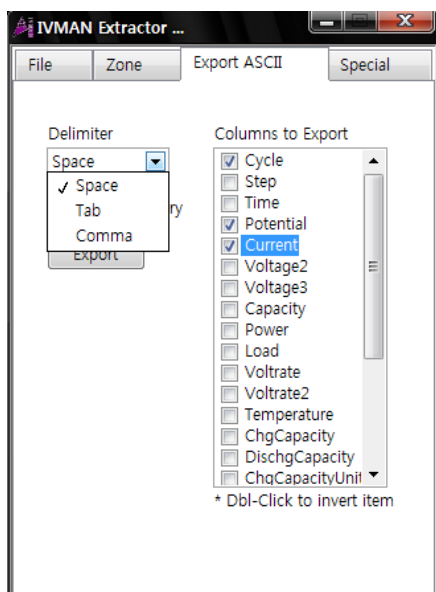 IVMAN Extractor ...
File
Zone
Export ASCII
Special
Delimiter
Space
Space
Tab
Comma
ry
Export
Columns to Export
Cycle
Step
Time
Potential
Current
Voltage2
Voltage3
Capacity
Power
Load
Voltrate
Voltrate2
Temperature
ChgCapacity
DischgCapacity
ChgCapacityUnit
* Dbl-Click to invert item